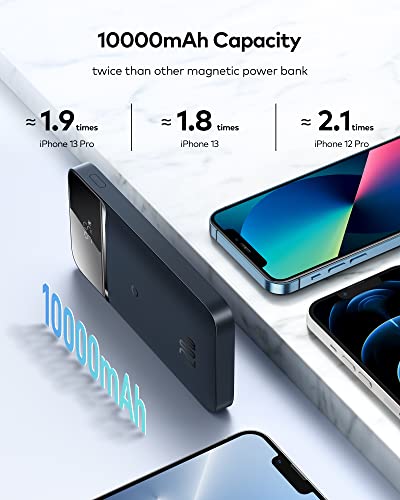 10000mAh Capacity
twice than other magnetic power bank
≈ 1.9 times
iPhone 13 Pro
≈ 1.8 times
iPhone 13
≈ 2.1 times
iPhone 12 Pro
10000mAh